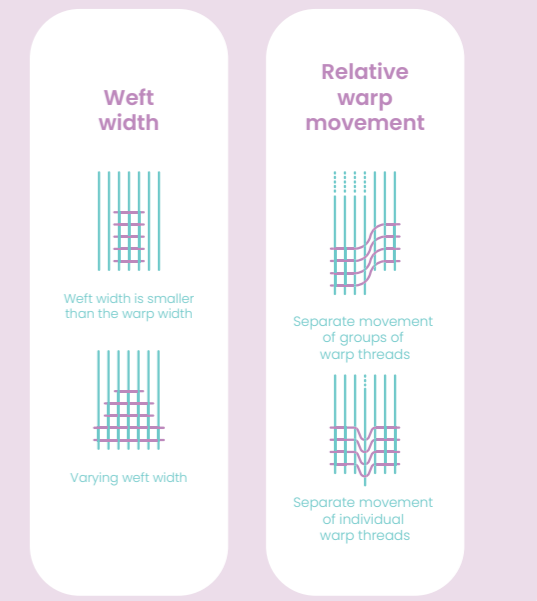 Weft
width
Weft width is smaller
than the warp width
Varying weft width
Relative
warp
movement
Separate movement
of groups of
warp threads
Separate movement
of individual
warp threads